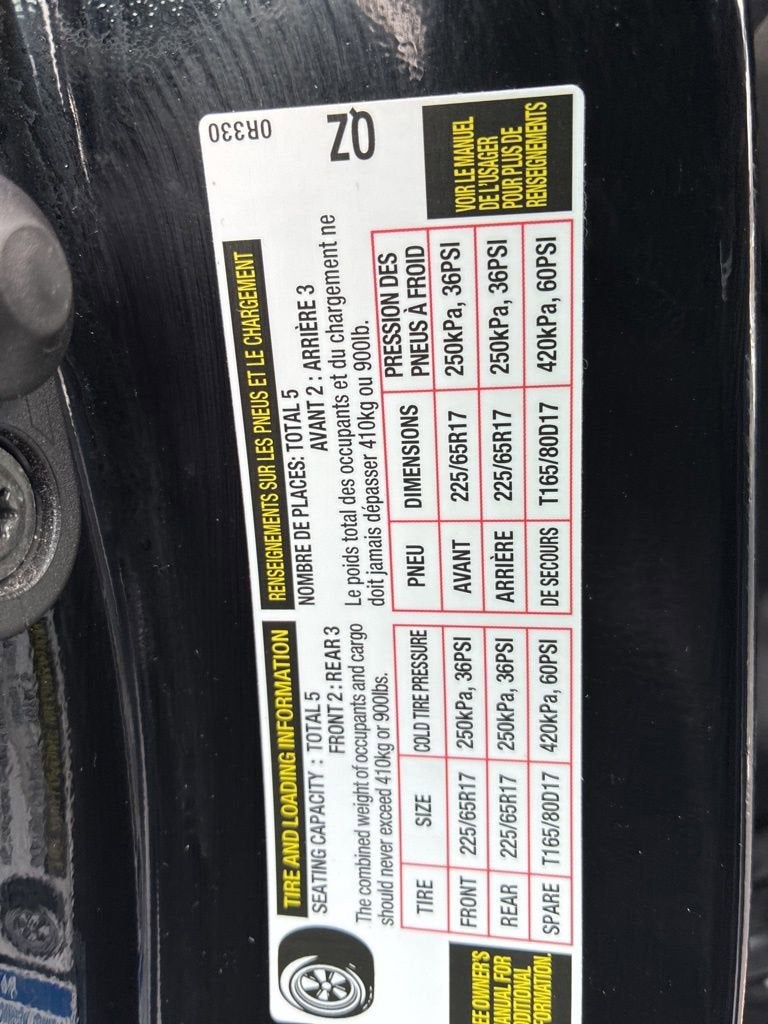 TIRE AND LOADING INFORMATION
SEATING CAPACITY : TOTAL 5
FRONT 2 : REAR 3
The combined weight of occupants and cargo
should never exceed 410kg or 900lbs.
TIRE SIZE COLD TIRE PRESSURE
FRONT 225/65R17 250kPa, 36PSI
REAR 225/65R17 250kPa, 36PSI
SPARE T165/80D17 420kPa, 60PSI
OWNER'S
FOR
RENSEIGNEMENTS SUR LES PNEUS ET LE CHARGEMENT
NOMBRE DE PLACES: TOTAL 5
AVANT 2 : ARRIÈRE 3
Le poids total des occupants et du chargement ne
doit jamais dépasser 410kg ou 900lb.
PNEU DIMENSIONS PRESSION DES
PNEUS À FROID
AVANT 225/65R17 250kPa, 36PSI
ARRIÈRE 225/65R17 250kPa, 36PSI
DE SECOURS T165/80D17 420kPa, 60PSI
0R330
ZQ
VOIR LE MANUEL
DE L'USAGER
POUR PLUS DE
RENSEIGNEMENTS